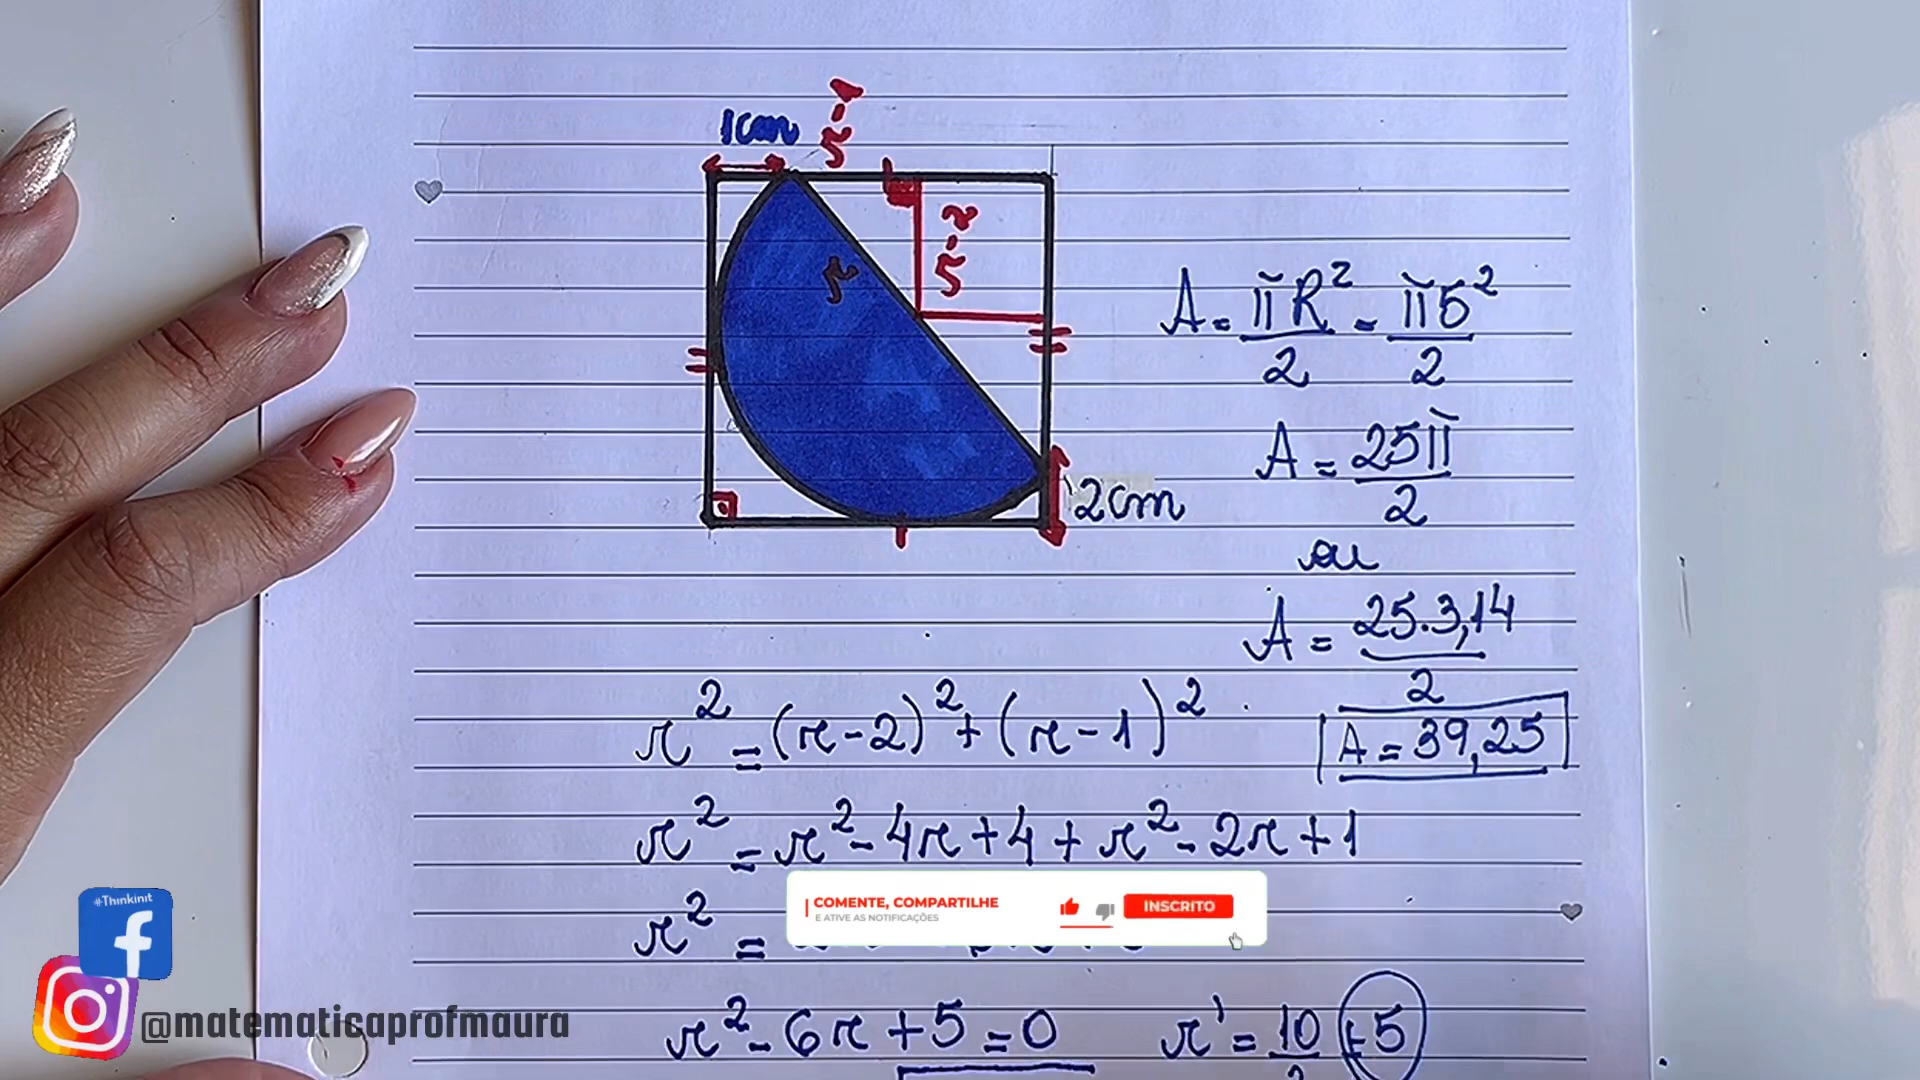 1cm
5-r
r
5-r
2cm
A = πR² = π5²
2 2
A = 25π
2
ou
A = 25.3,14
2
A = 39,25
r² = (r-2)² + (r-1)²
r² = r² - 4r + 4 + r² - 2r + 1
r² =
r² - 6r + 5 = 0 r' = 10 = 5
2
COMENTE, COMPARTILHE
E ATIVE AS NOTIFICAÇÕES
INSCRITO
#Thinkinit
f
@matematicaprofmaura